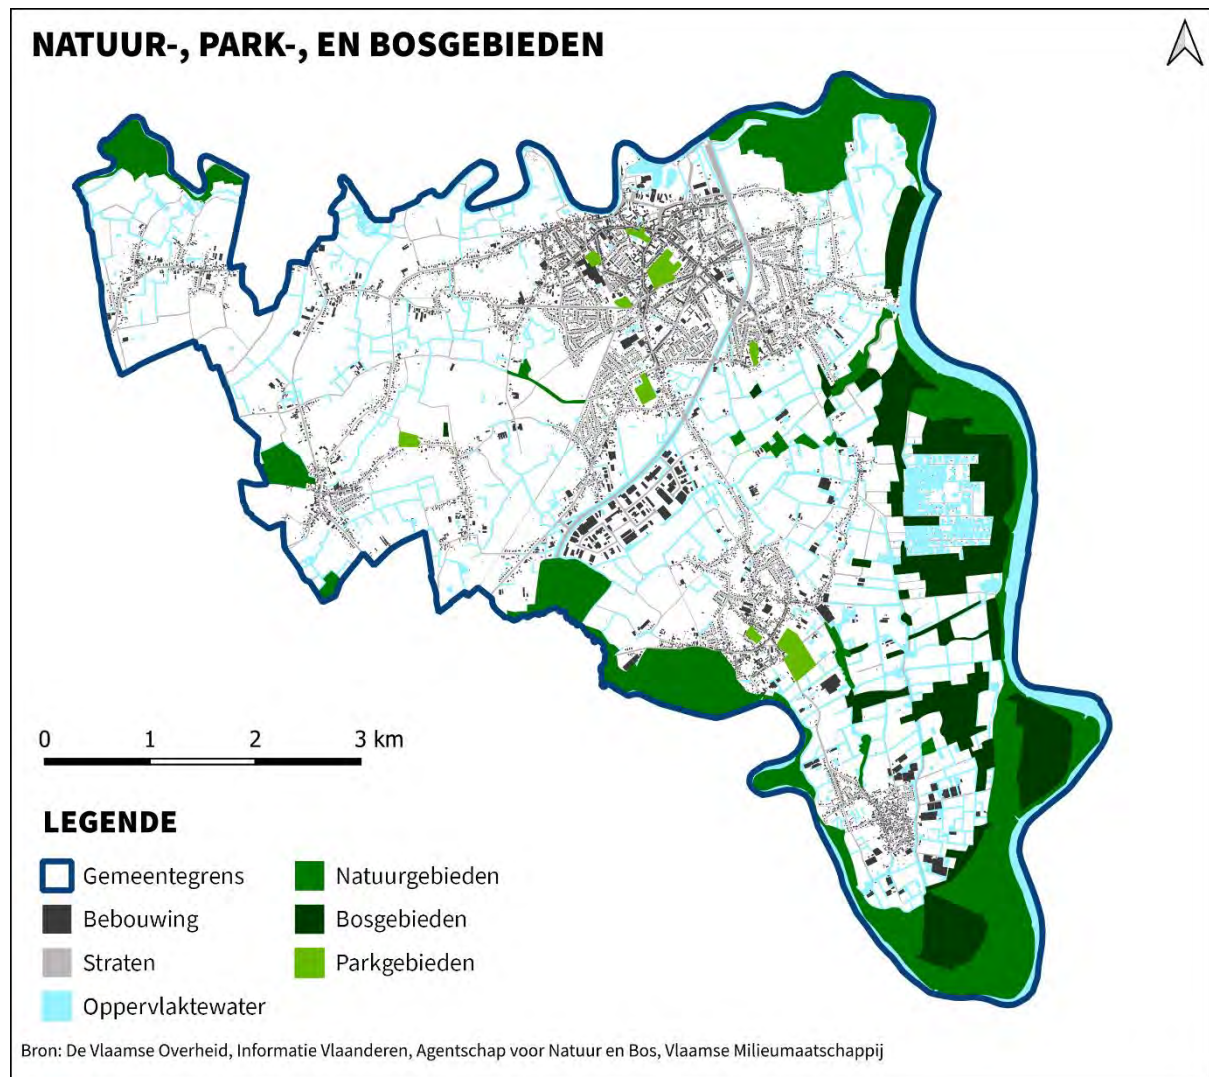 NATUUR-, PARK-, EN BOSGEBIEDEN
0 1 2 3 km
LEGENDE
Gemeentegrens
Bebouwing
Straten
Oppervlaktewater
Natuurgebieden
Bosgebieden
Parkgebieden
Bron: De Vlaamse Overheid, Informatie Vlaanderen, Agentschap voor Natuur en Bos, Vlaamse Milieumaatschappij